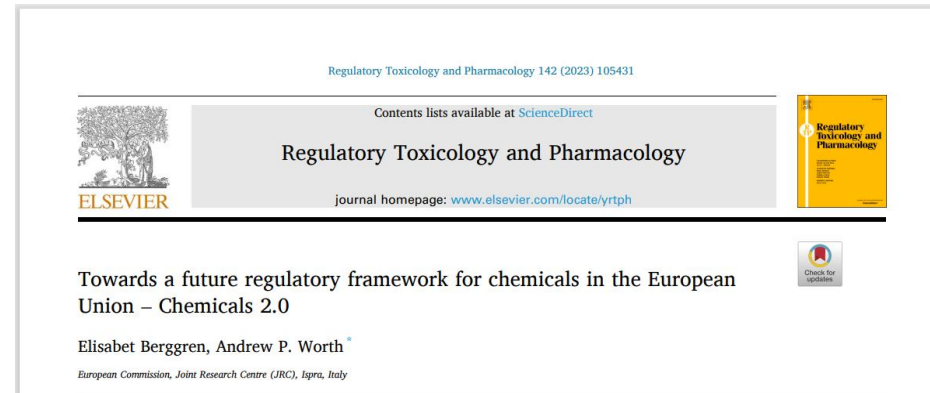 Regulatory Toxicology and Pharmacology 142 (2023) 105431
Contents lists available at ScienceDirect
Regulatory Toxicology and Pharmacology
journal homepage: www.elsevier.com/locate/yrtph
ELSEVIER
Regulatory
Toxicology and
Pharmacology
Check for
updates
Towards a future regulatory framework for chemicals in the European
Union – Chemicals 2.0
Elisabet Berggren, Andrew P. Worth *
European Commission, Joint Research Centre (JRC), Ispra, Italy